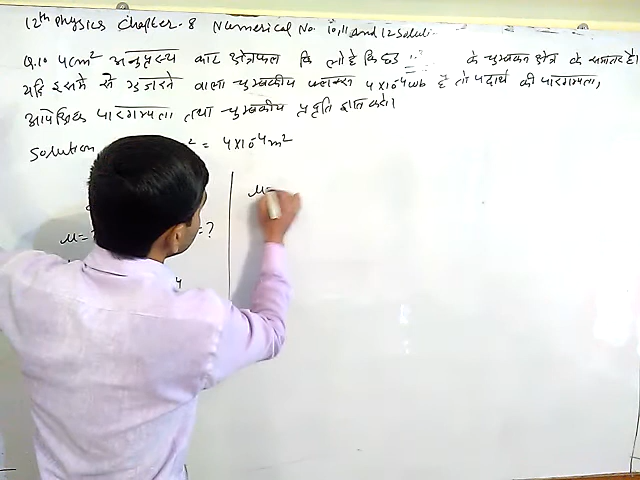 12th Physics Chapter-8 Numerical No. 10, 11 and 12 Soluti
Q.10 4cm² अनुप्रस्थ काट क्षेत्रफल कि लोहे कि छड़ के चुम्बकन क्षेत्र के समांतर है।
यदि इसमें से गुजरने वाला चुम्बकीय फ्लक्स 4×10⁻⁴wb है तो पदार्थ की पारगम्यता,
आपेक्षिक पारगम्यता तथा चुम्बकीय प्रवृति ज्ञात करो।
Solution ² = 4×10⁻⁴m²
μ= =?
4
μ=